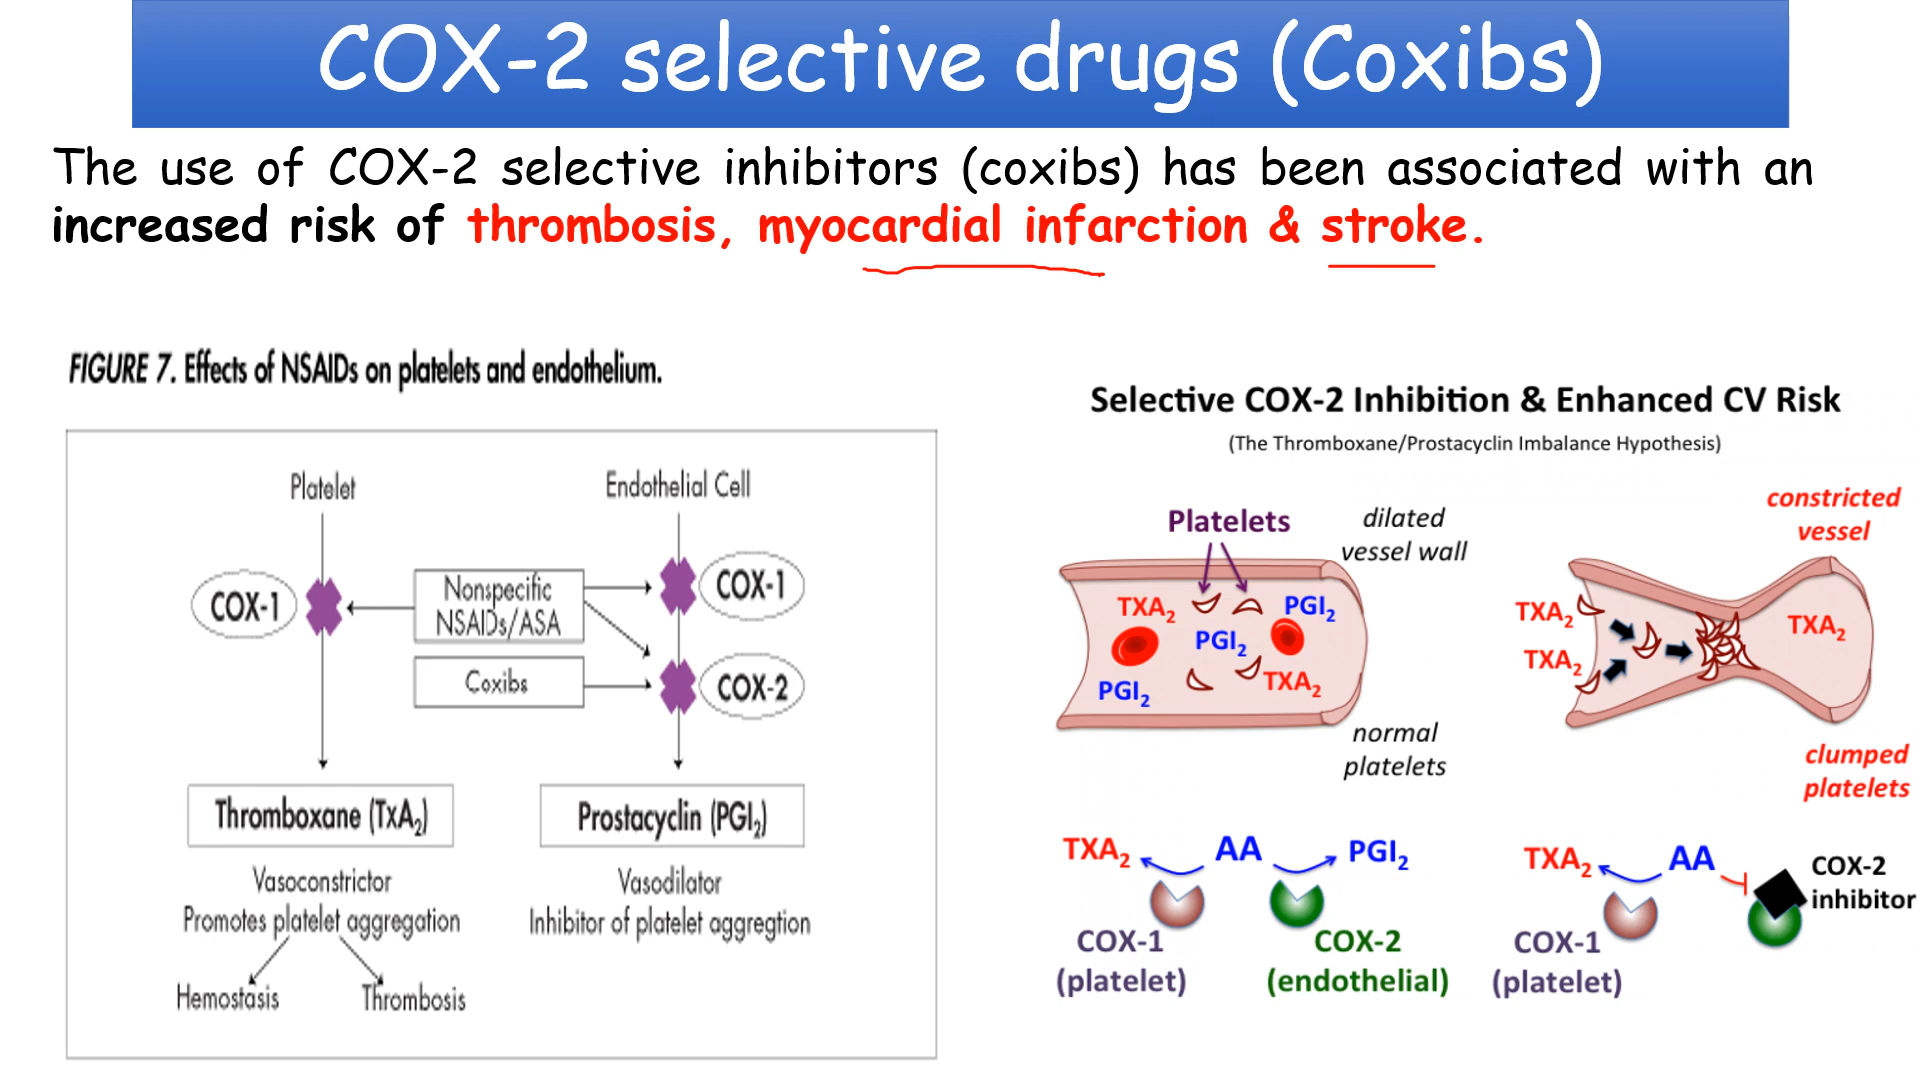 COX-2 selective drugs (Coxibs)
The use of COX-2 selective inhibitors (coxibs) has been associated with an
increased risk of thrombosis, myocardial infarction & stroke.
FIGURE 7. Effects of NSAIDs on platelets and endothelium.
Platelet
Endothelial Cell
COX-1
Nonspecific
NSAIDs/ASA
COX-1
Coxibs
COX-2
Thromboxane (TxA₂)
Prostacyclin (PGI₂)
Vasoconstrictor
Promotes platelet aggregation
Vasodilator
Inhibitor of platelet aggregtion
Hemostasis
Thrombosis
Selective COX-2 Inhibition & Enhanced CV Risk
(The Thromboxane/Prostacyclin Imbalance Hypothesis)
Platelets
dilated
vessel wall
TXA₂
PGI₂
PGI₂
PGI₂
TXA₂
normal
platelets
constricted
vessel
TXA₂
TXA₂
TXA₂
clumped
platelets
TXA₂
AA
PGI₂
COX-1
(platelet)
COX-2
(endothelial)
TXA₂
AA
COX-2
inhibitor
COX-1
(platelet)